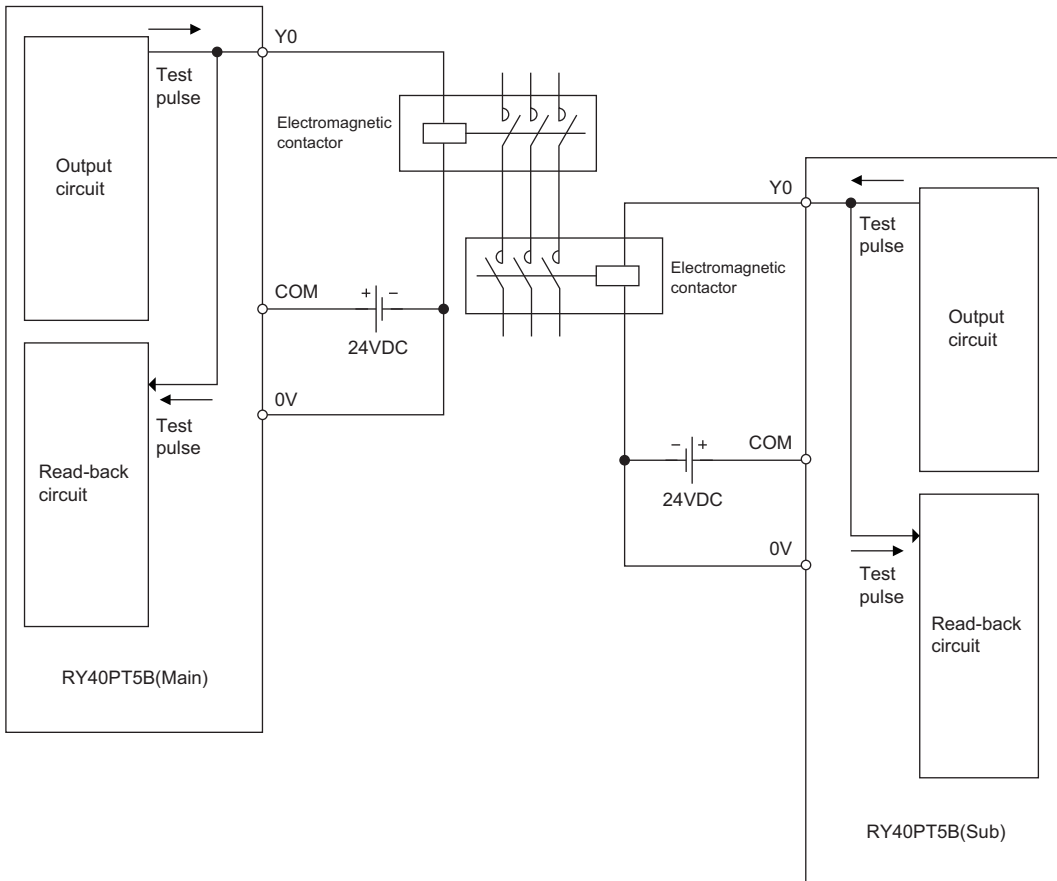 Y0
Test
pulse
Output
circuit
Electromagnetic
contactor
COM
+ −
24VDC
0V
Test
pulse
Read-back
circuit
RY40PT5B(Main)
Y0
Test
pulse
Electromagnetic
contactor
Output
circuit
COM
− +
24VDC
0V
Test
pulse
Read-back
circuit
RY40PT5B(Sub)